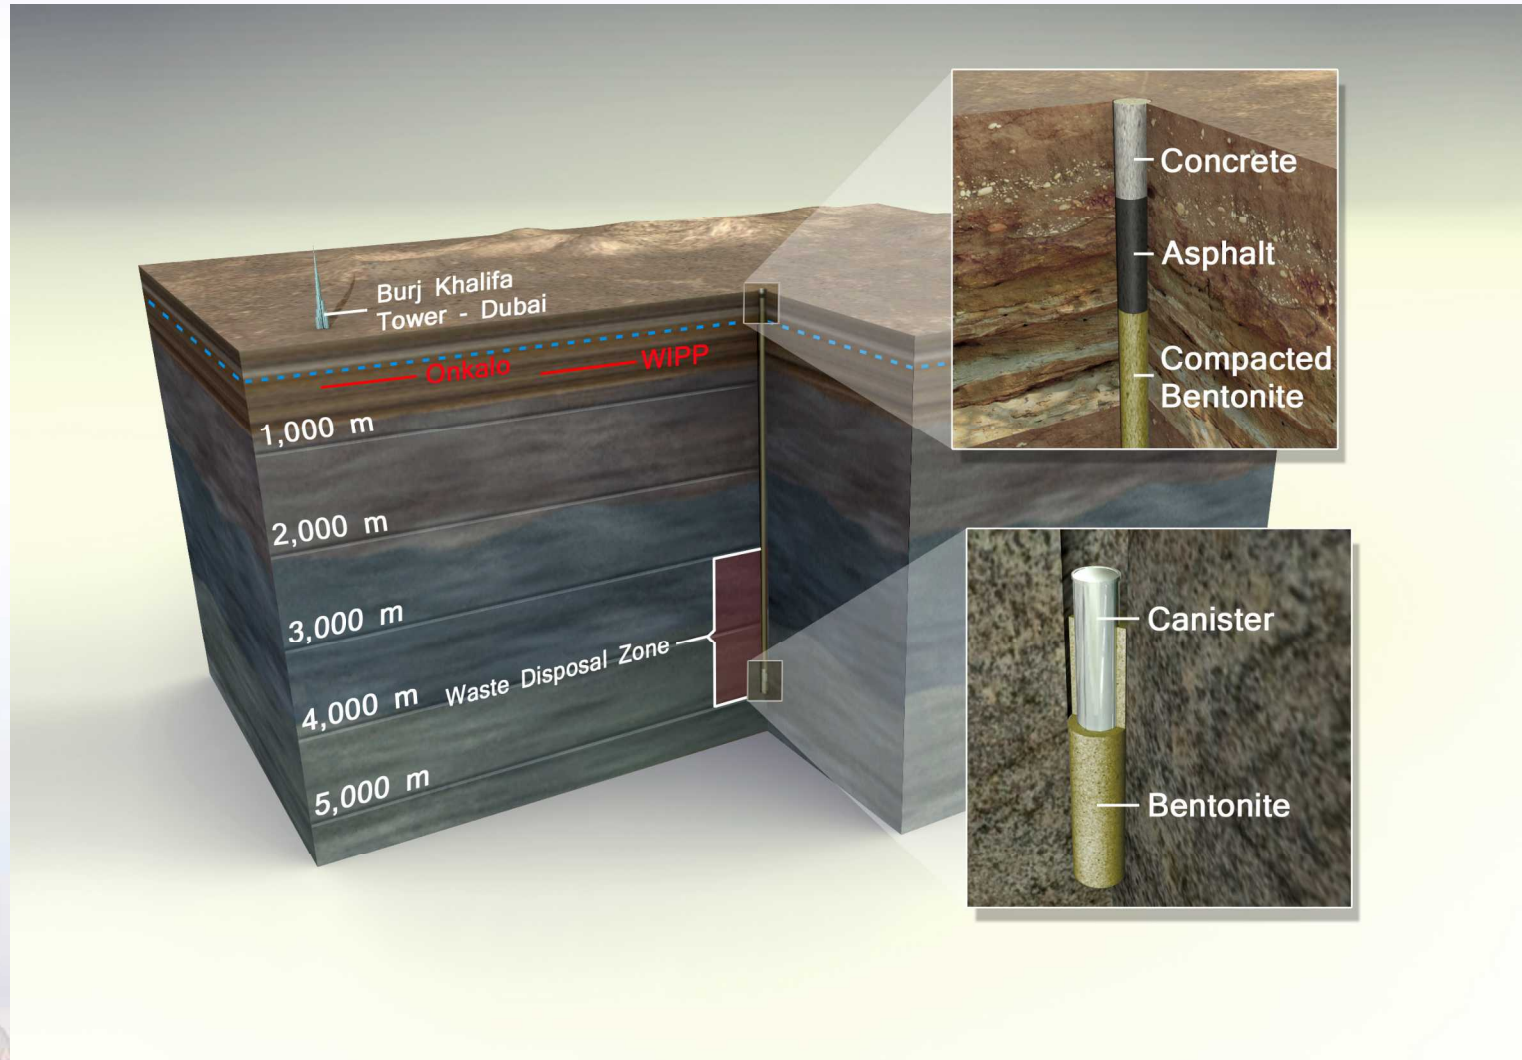 Burj Khalifa
Tower - Dubai
Onkalo
WIPP
1,000 m
2,000 m
3,000 m
4,000 m
5,000 m
Waste Disposal Zone
Concrete
Asphalt
Compacted
Bentonite
Canister
Bentonite